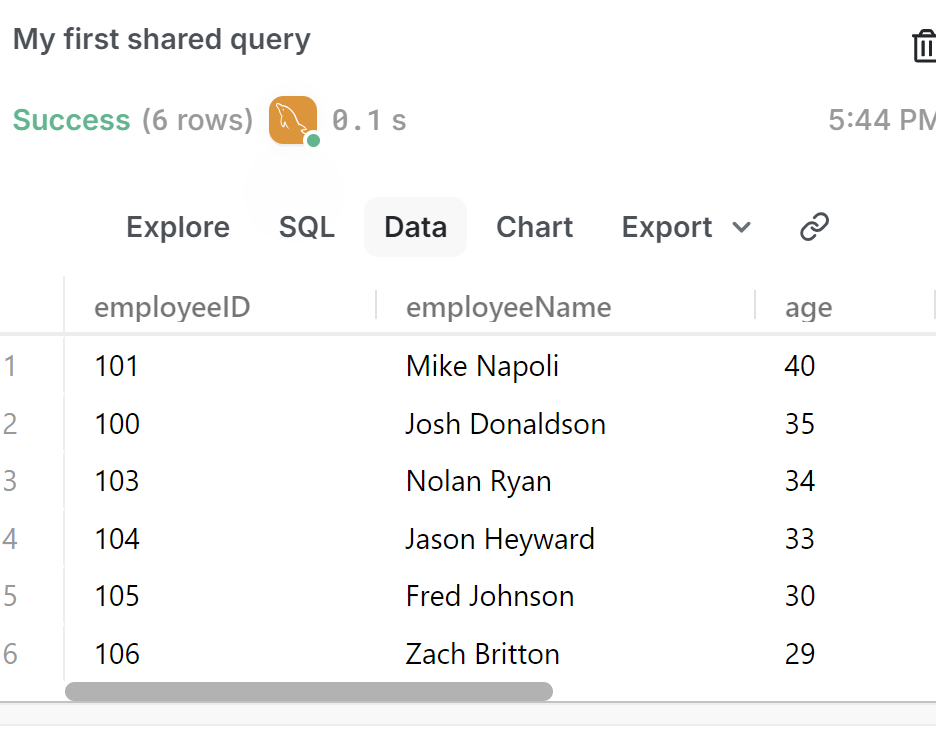 My first shared query
Success (6 rows) 0.1 s 5:44 PM
Explore SQL Data Chart Export
employeeID employeeName age
1 101 Mike Napoli 40
2 100 Josh Donaldson 35
3 103 Nolan Ryan 34
4 104 Jason Heyward 33
5 105 Fred Johnson 30
6 106 Zach Britton 29